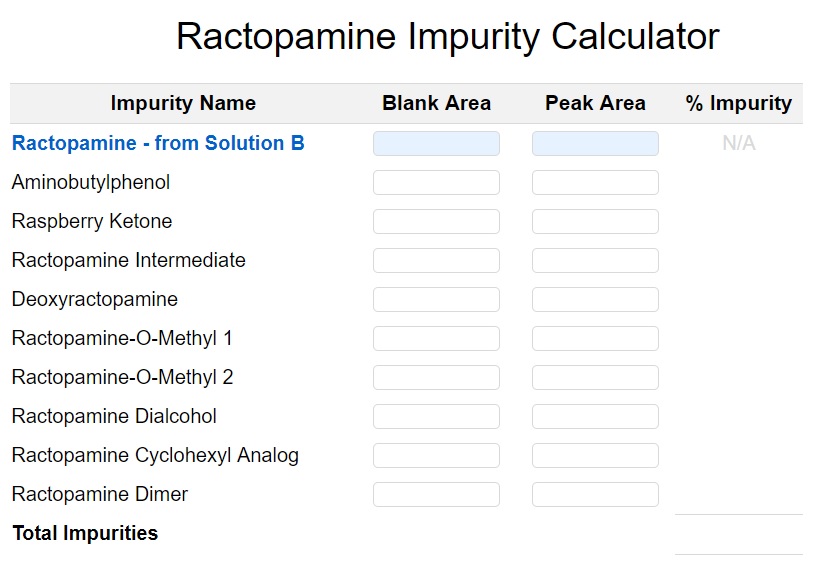 Ractopamine Impurity Calculator
Impurity Name Blank Area Peak Area % Impurity
Ractopamine - from Solution B N/A
Aminobutylphenol
Raspberry Ketone
Ractopamine Intermediate
Deoxyractopamine
Ractopamine-O-Methyl 1
Ractopamine-O-Methyl 2
Ractopamine Dialcohol
Ractopamine Cyclohexyl Analog
Ractopamine Dimer
Total Impurities